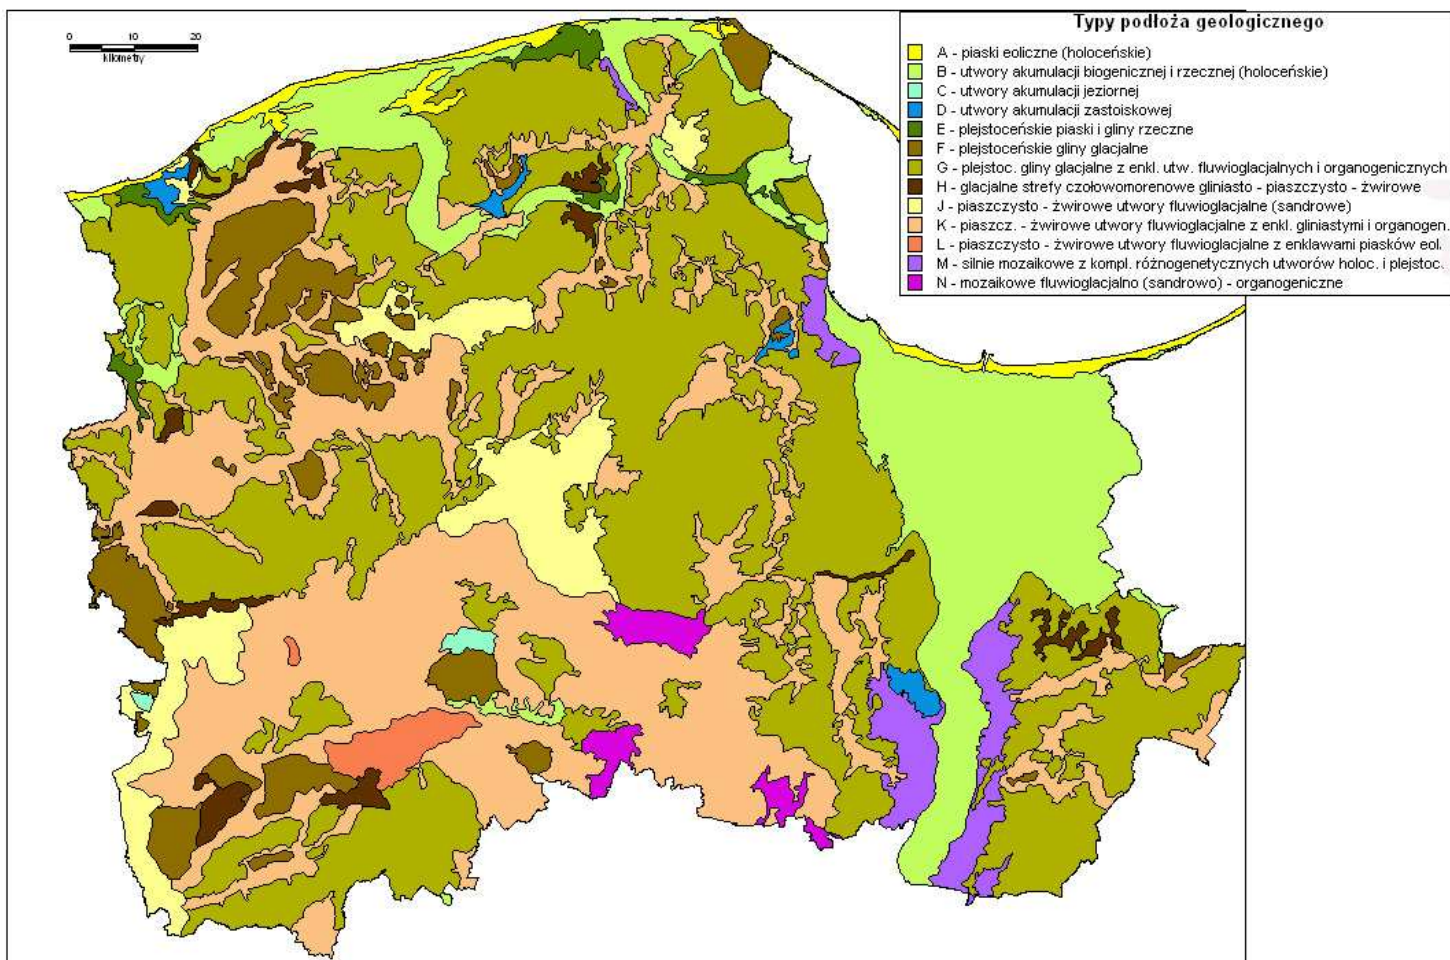 0 10 20
kilometry
Typy podłoża geologicznego
A - piaski eoliczne (holoceńskie)
B - utwory akumulacji biogenicznej i rzecznej (holoceńskie)
C - utwory akumulacji jeziornej
D - utwory akumulacji zastoiskowej
E - plejstoceńskie piaski i gliny rzeczne
F - plejstoceńskie gliny glacjalne
G - plejstoc. gliny glacjalne z enkl. utw. fluwioglacjalnych i organogenicznych
H - glacjalne strefy czołowomorenowe gliniasto - piaszczysto - żwirowe
J - piaszczysto - żwirowe utwory fluwioglacjalne (sandrowe)
K - piaszcz. - żwirowe utwory fluwioglacjalne z enkl. gliniastymi i organogen.
L - piaszczysto - żwirowe utwory fluwioglacjalne z enklawami piasków eol.
M - silnie mozaikowe z kompl. różnogenetycznych utworów holoc. i plejstoc.
N - mozaikowe fluwioglacjalno (sandrowo) - organogeniczne